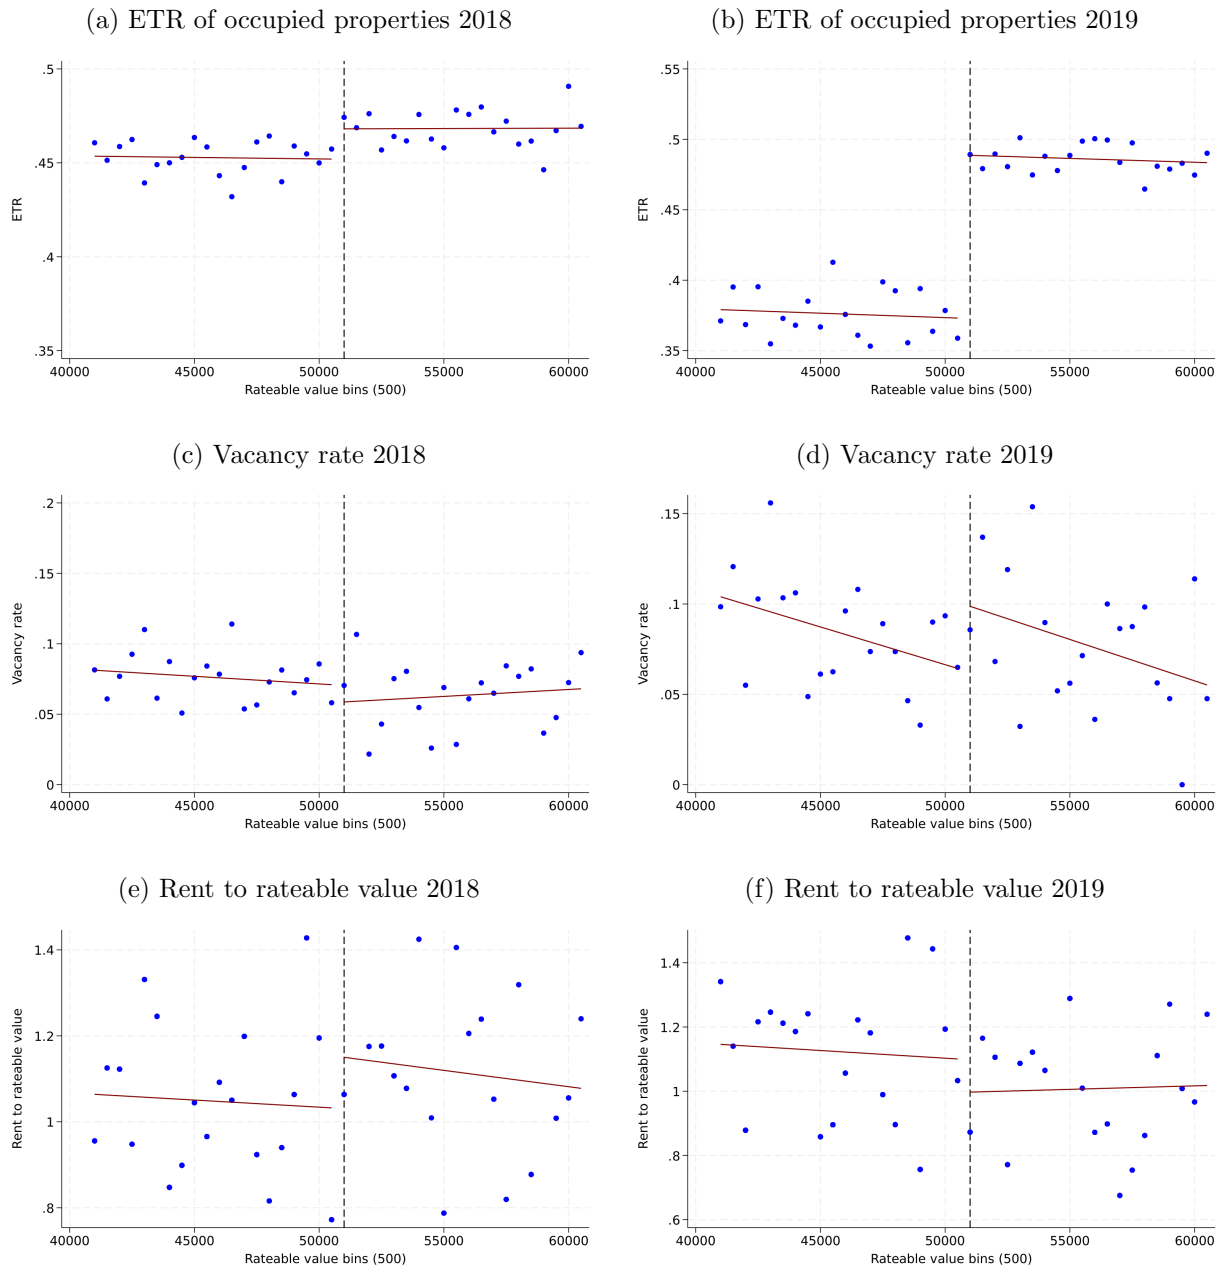 (a) ETR of occupied properties 2018
(b) ETR of occupied properties 2019
.5
.45
.4
.35
ETR
40000 45000 50000 55000 60000
Rateable value bins (500)
.55
.5
.45
.4
.35
ETR
40000 45000 50000 55000 60000
Rateable value bins (500)
(c) Vacancy rate 2018
(d) Vacancy rate 2019
.2
.15
.1
.05
0
Vacancy rate
40000 45000 50000 55000 60000
Rateable value bins (500)
.15
.1
.05
0
Vacancy rate
40000 45000 50000 55000 60000
Rateable value bins (500)
(e) Rent to rateable value 2018
(f) Rent to rateable value 2019
1.4
1.2
1
.8
Rent to rateable value
40000 45000 50000 55000 60000
Rateable value bins (500)
1.4
1.2
1
.8
.6
Rent to rateable value
40000 45000 50000 55000 60000
Rateable value bins (500)